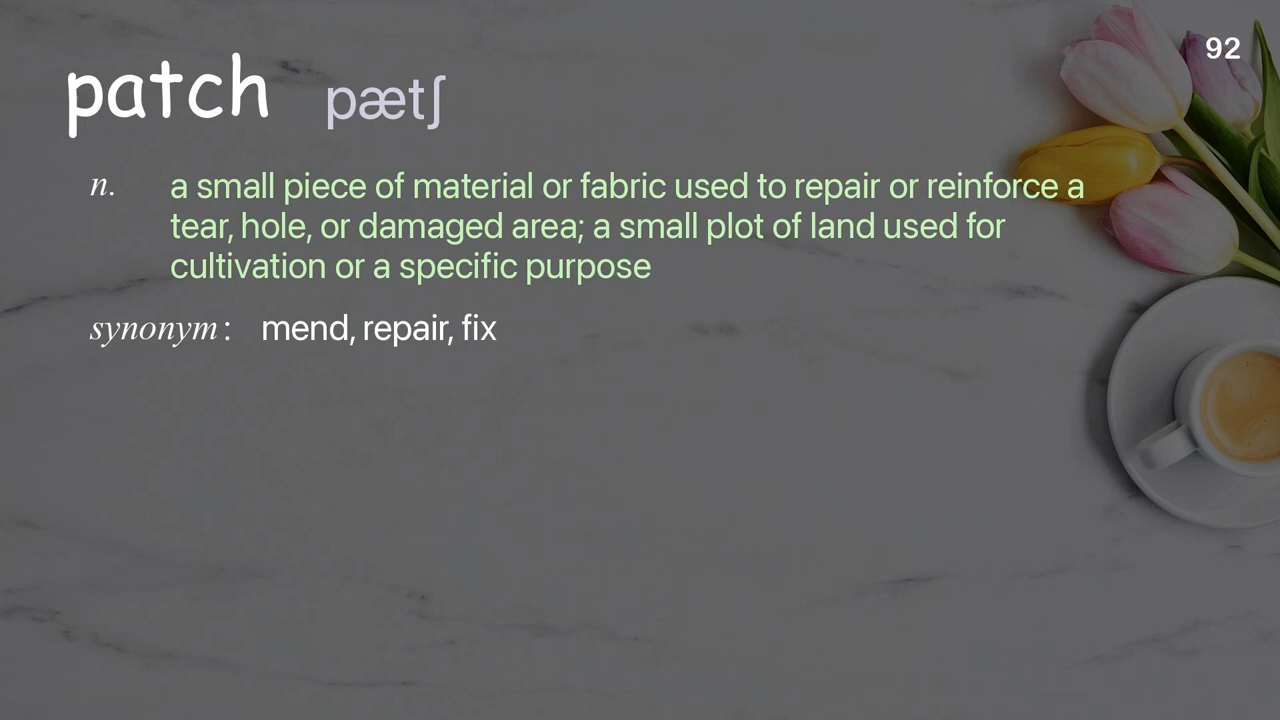 92
patch pætʃ
n. a small piece of material or fabric used to repair or reinforce a
tear, hole, or damaged area; a small plot of land used for
cultivation or a specific purpose
synonym: mend, repair, fix